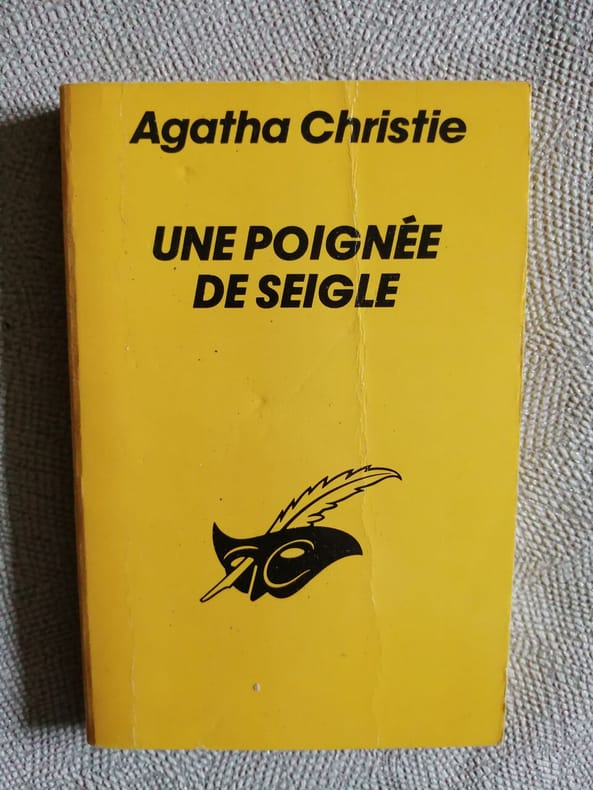 Agatha Christie
UNE POIGNÉE
DE SEIGLE